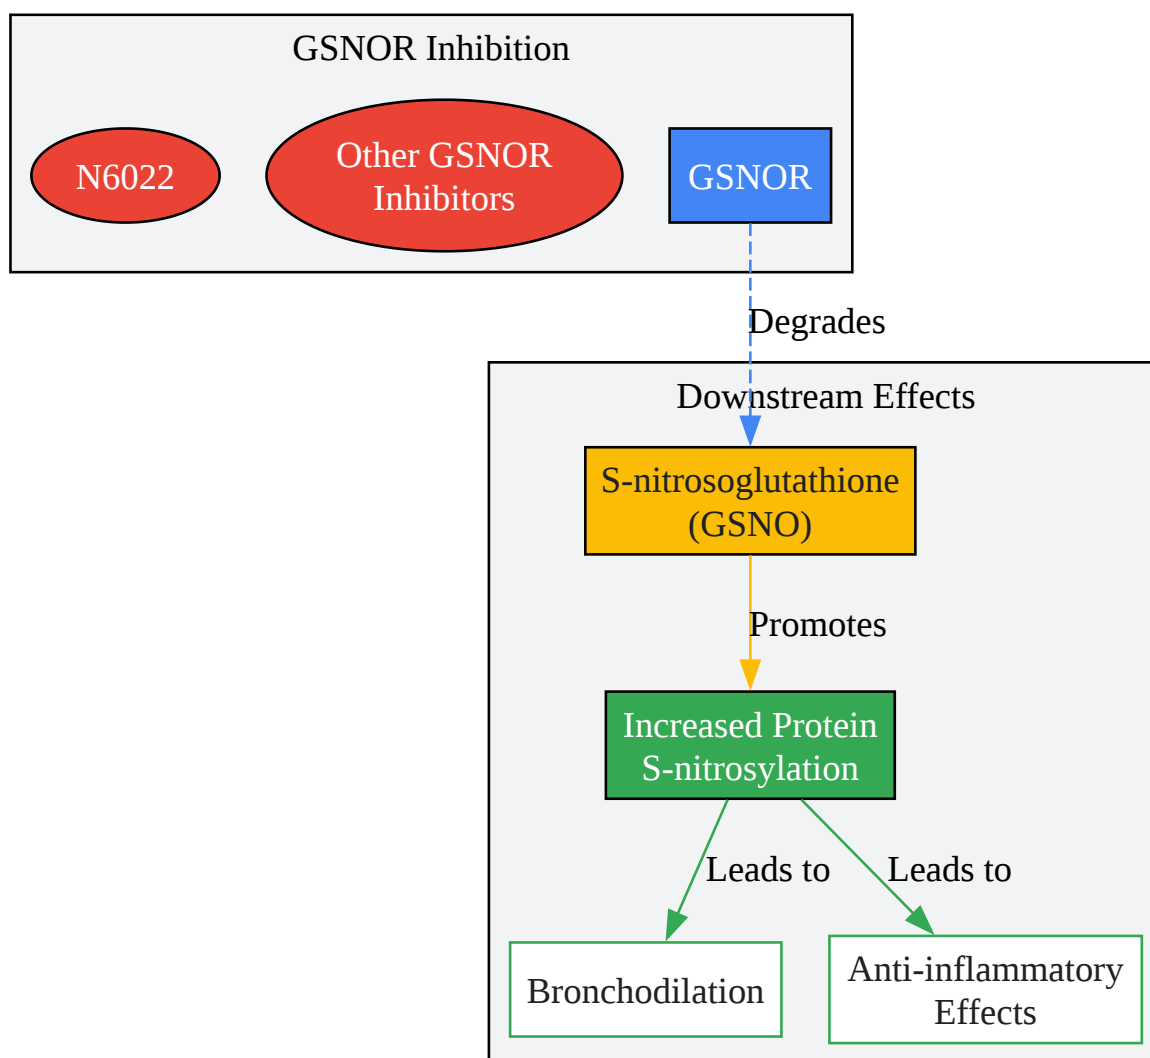 GSNOR Inhibition
N6022
Other GSNOR
Inhibitors
GSNOR
Degrades
Downstream Effects
S-nitrosoglutathione
(GSNO)
Promotes
Increased Protein
S-nitrosylation
Leads to
Leads to
Bronchodilation
Anti-inflammatory
Effects